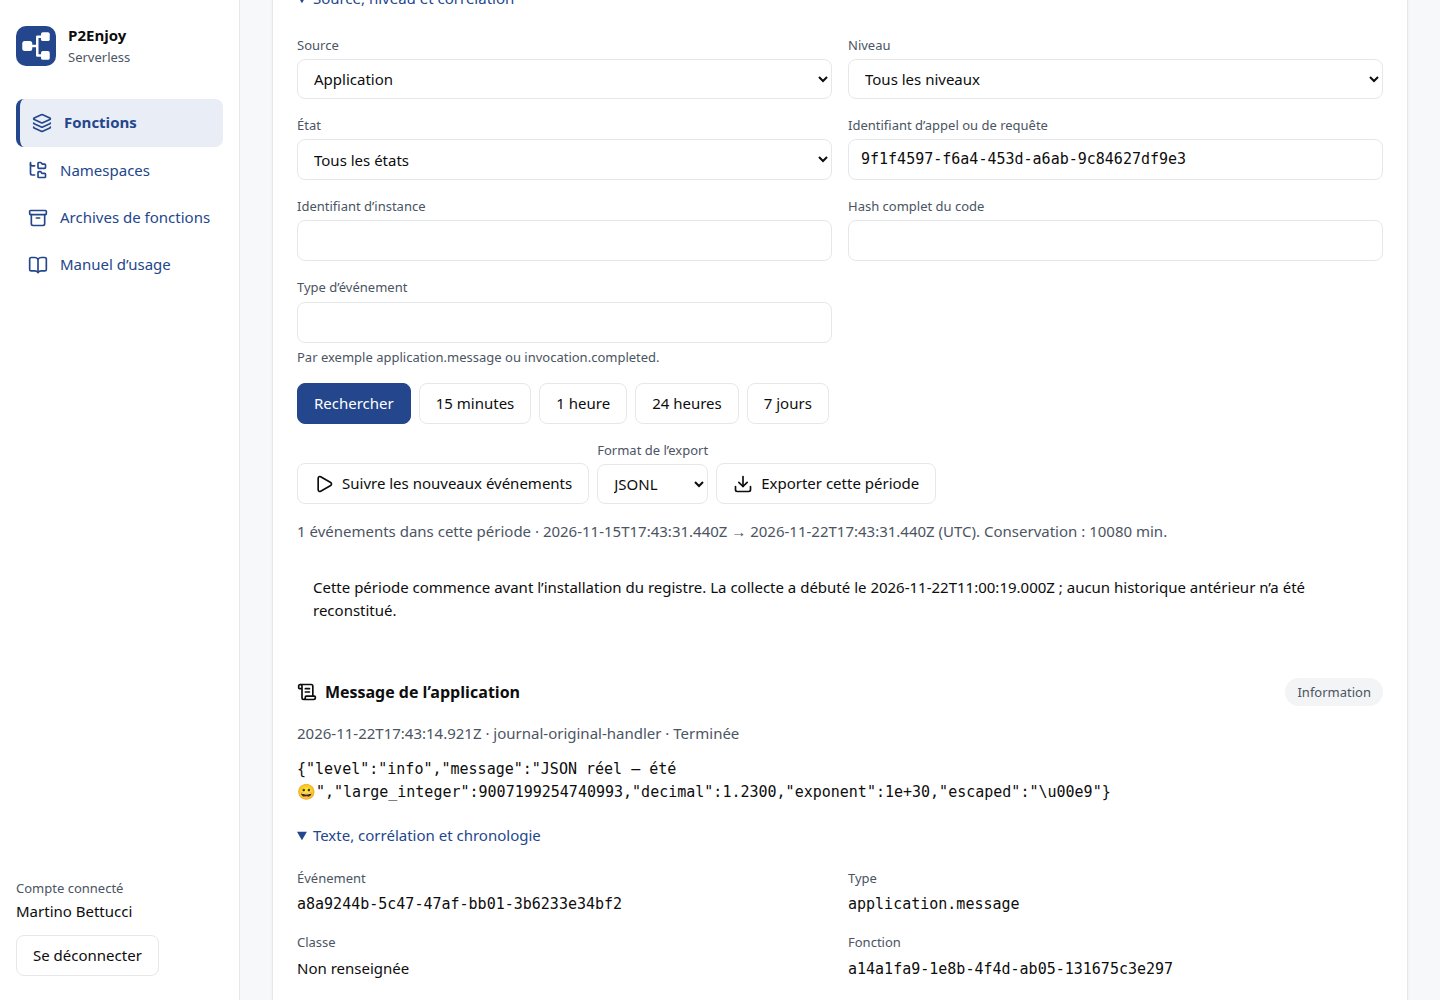 P2Enjoy
Serverless
Fonctions
Namespaces
Archives de fonctions
Manuel d’usage
Compte connecté
Martino Bettucci
Se déconnecter
Source, niveau et corrélation
Source
Niveau
Application
Tous les niveaux
État
Identifiant d’appel ou de requête
Tous les états
9f1f4597-f6a4-453d-a6ab-9c84627df9e3
Identifiant d’instance
Hash complet du code
Type d’événement
Par exemple application.message ou invocation.completed.
Rechercher
15 minutes
1 heure
24 heures
7 jours
Format de l’export
Suivre les nouveaux événements
JSONL
Exporter cette période
1 événements dans cette période · 2026-11-15T17:43:31.440Z → 2026-11-22T17:43:31.440Z (UTC). Conservation : 10080 min.
Cette période commence avant l’installation du registre. La collecte a débuté le 2026-11-22T11:00:19.000Z ; aucun historique antérieur n’a été
reconstitué.
Message de l’application
Information
2026-11-22T17:43:14.921Z · journal-original-handler · Terminée
{"level":"info","message":"JSON réel — été
😀","large_integer":9007199254740993,"decimal":1.2300,"exponent":1e+30,"escaped":"\u00e9"}
Texte, corrélation et chronologie
Événement
Type
a8a9244b-5c47-47af-bb01-3b6233e34bf2
application.message
Classe
Fonction
Non renseignée
a14a1fa9-1e8b-4f4d-ab05-131675c3e297